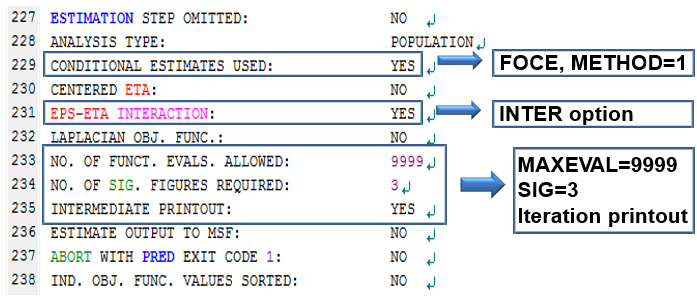 227 ESTIMATION STEP OMITTED: NO
228 ANALYSIS TYPE: POPULATION
229 CONDITIONAL ESTIMATES USED: YES FOCE, METHOD=1
230 CENTERED ETA: NO
231 EPS-ETA INTERACTION: YES INTER option
232 LAPLACIAN OBJ. FUNC.: NO
233 NO. OF FUNCT. EVALS. ALLOWED: 9999 MAXEVAL=9999
234 NO. OF SIG. FIGURES REQUIRED: 3 SIG=3
235 INTERMEDIATE PRINTOUT: YES Iteration printout
236 ESTIMATE OUTPUT TO MSF: NO
237 ABORT WITH PRED EXIT CODE 1: NO
238 IND. OBJ. FUNC. VALUES SORTED: NO